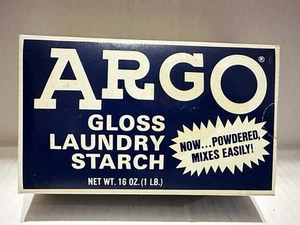 ARGO®
GLOSS
LAUNDRY
STARCH
NOW...POWDERED,
MIXES EASILY!
NET WT. 16 OZ. (1 LB.)